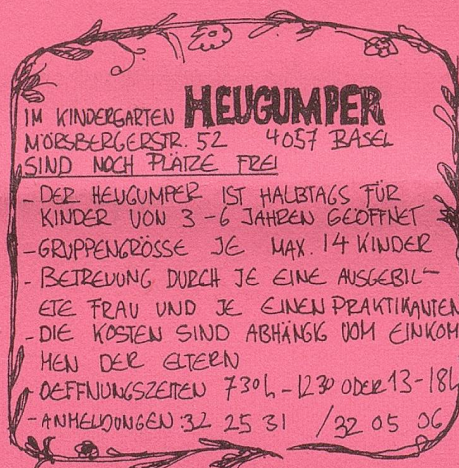 IM KINDERGARTEN HEUGUMPER
MÖRSBERGERSTR. 52 4057 BASEL
SIND NOCH PLÄTZE FREI
- DER HEUGUMPER IST HALBTAGS FÜR
KINDER VON 3-6 JAHREN GEÖFFNET
- GRUPPENGRÖSSE JE MAX. 14 KINDER
- BETREUUNG DURCH JE EINE AUSGEBIL-
ETE FRAU UND JE EINEN PRAKTIKANTEN
- DIE KOSTEN SIND ABHÄNGIG VOM EINKOM
MEN DER ELTERN
- OEFFNUNGSZEITEN 730h - 1230 ODER 13-18h
- ANMELDUNGEN: 32 25 31 / 32 05 06